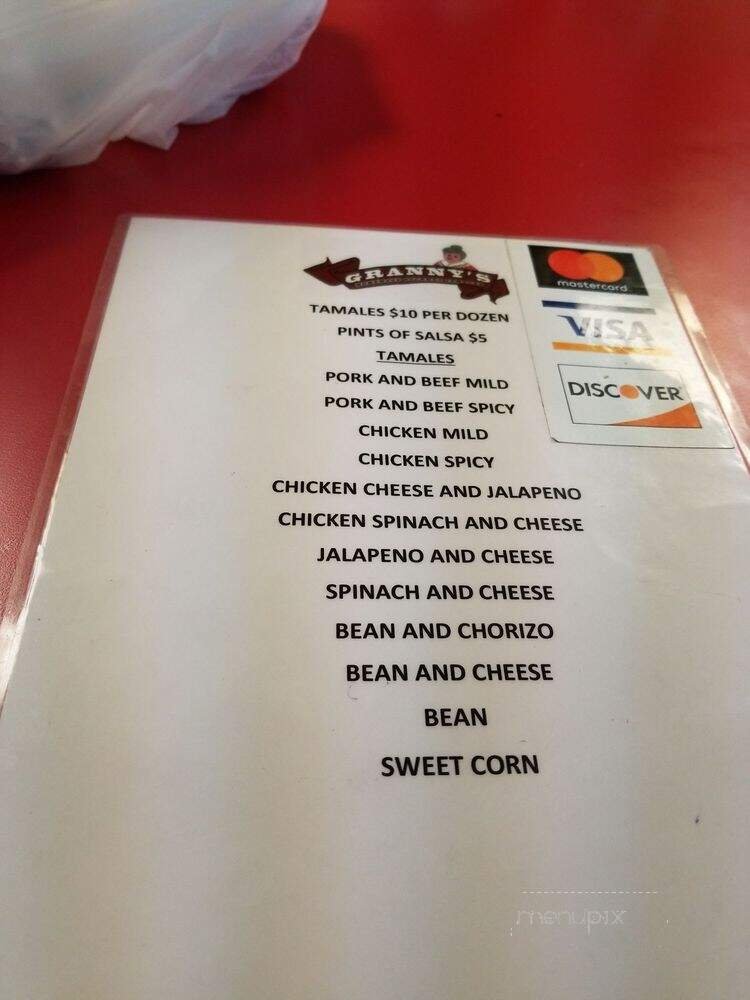 GRANNY'S
mastercard
TAMALES $10 PER DOZEN
VISA
PINTS OF SALSA $5
TAMALES
PORK AND BEEF MILD
DISCOVER
PORK AND BEEF SPICY
CHICKEN MILD
CHICKEN SPICY
CHICKEN CHEESE AND JALAPENO
CHICKEN SPINACH AND CHEESE
JALAPENO AND CHEESE
SPINACH AND CHEESE
BEAN AND CHORIZO
BEAN AND CHEESE
BEAN
SWEET CORN
menupix